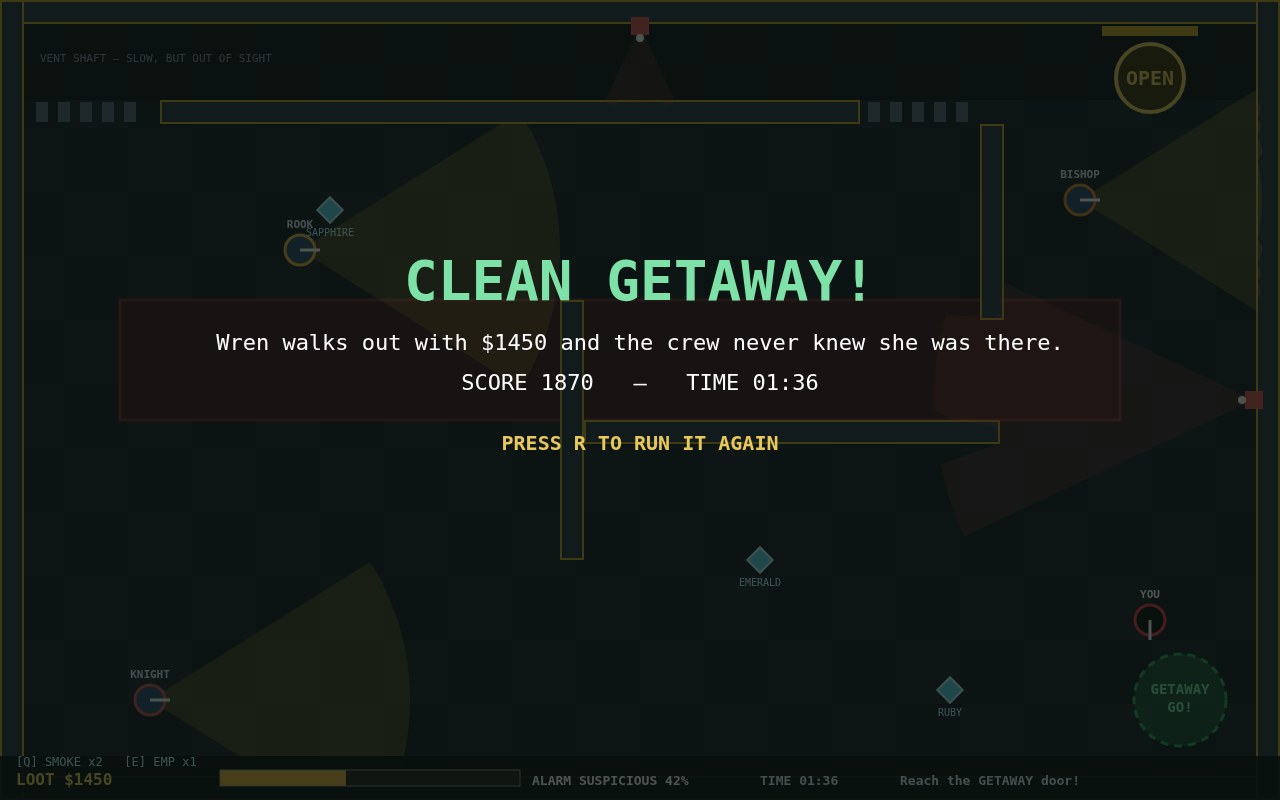 VENT SHAFT — SLOW, BUT OUT OF SIGHT
OPEN
BISHOP
ROOK
SAPPHIRE
CLEAN GETAWAY!
Wren walks out with $1450 and the crew never knew she was there.
SCORE 1870 — TIME 01:36
PRESS R TO RUN IT AGAIN
EMERALD
YOU
KNIGHT
GETAWAY
GO!
RUBY
[Q] SMOKE x2 [E] EMP x1
LOOT $1450 ALARM SUSPICIOUS 42% TIME 01:36 Reach the GETAWAY door!